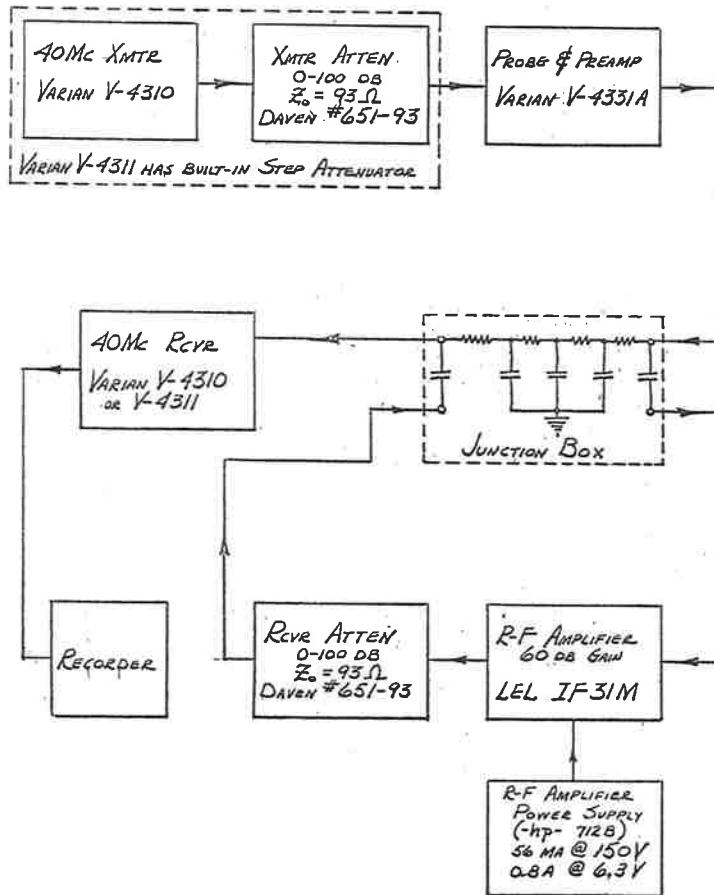 40Mc XMTR
VARIAN V-4310
XMTR ATTEN
0-100 DB
Z₀ = 93 Ω
DAVEN #651-93
PROBE & PREAMP
VARIAN V-4331A
VARIAN V-4311 HAS BUILT-IN STEP ATTENUATOR
40Mc RCVR
VARIAN V-4310
OR V-4311
JUNCTION BOX
RECORDER
RCVR ATTEN
0-100 DB
Z₀ = 93 Ω
DAVEN #651-93
R-F AMPLIFIER
60 DB GAIN
LEL IF31M
R-F AMPLIFIER
POWER SUPPLY
(-hp- 712B)
56 MA @ 150V
0.8A @ 6.3V